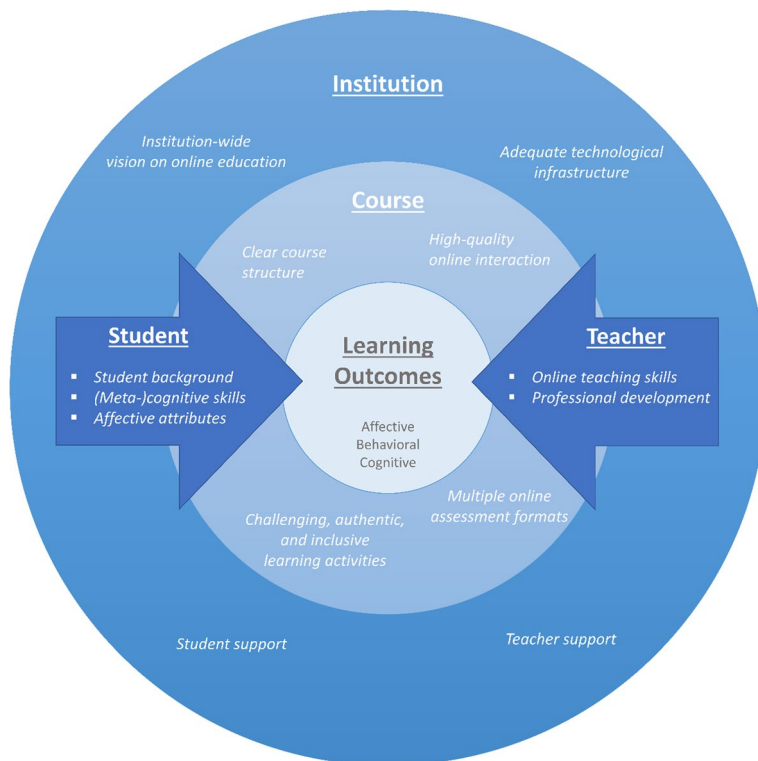 Institution
Institution-wide
vision on online education
Adequate technological
infrastructure
Course
Clear course
structure
High-quality
online interaction
Student
▪ Student background
▪ (Meta-)cognitive skills
▪ Affective attributes
Learning
Outcomes
Affective
Behavioral
Cognitive
Teacher
▪ Online teaching skills
▪ Professional development
Challenging, authentic,
and inclusive
learning activities
Multiple online
assessment formats
Student support
Teacher support